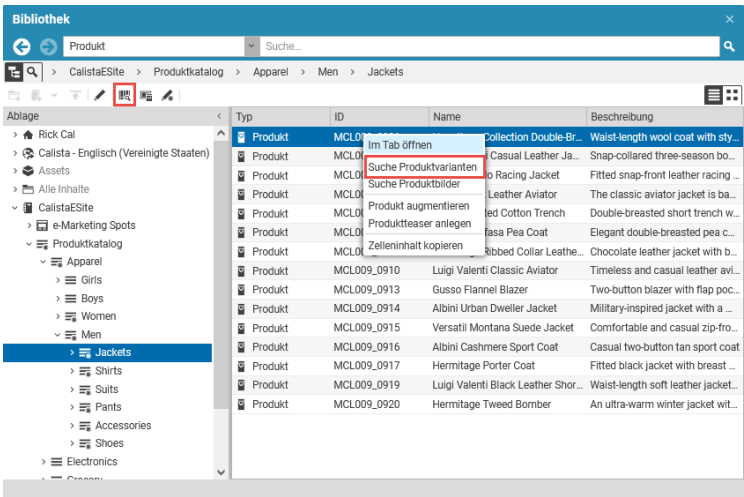 Bibliothek
Produkt
Suche...
CalistaESite > Produktkatalog > Apparel > Men > Jackets
Ablage
Rick Cal
Calista - Englisch (Vereinigte Staaten)
Assets
Alle Inhalte
CalistaESite
e-Marketing Spots
Produktkatalog
Apparel
Girls
Boys
Women
Men
Jackets
Shirts
Suits
Pants
Accessories
Shoes
Electronics
Typ ID Name Beschreibung
Produkt Collection Double-Br... Waist-length wool coat with sty...
Produkt Casual Leather Ja... Snap-collared three-season bo...
Produkt Racing Jacket Fitted snap-front leather racing ...
Produkt Leather Aviator The classic aviator jacket is ba...
Produkt Cotton Trench Double-breasted short trench w...
Produkt Pea Coat Elegant double-breasted pea c...
Produkt Ribbed Collar Leathe... Chocolate leather jacket with b...
Produkt MCL009_0910 Luigi Valenti Classic Aviator Timeless and casual leather avi...
Produkt MCL009_0913 Gusso Flannel Blazer Two-button blazer with flap poc...
Produkt MCL009_0914 Albini Urban Dweller Jacket Military-inspired jacket with a ...
Produkt MCL009_0915 Versatil Montana Suede Jacket Comfortable and casual zip-fro...
Produkt MCL009_0916 Albini Cashmere Sport Coat Casual two-button tan sport coat
Produkt MCL009_0917 Hermitage Porter Coat Fitted black jacket with breast ...
Produkt MCL009_0919 Luigi Valenti Black Leather Shor... Waist-length soft leather jacket...
Produkt MCL009_0920 Hermitage Tweed Bomber An ultra-warm winter jacket wit...
Im Tab öffnen
Suche Produktvarianten
Suche Produktbilder
Produkt augmentieren
Produktteaser anlegen
Zelleninhalt kopieren